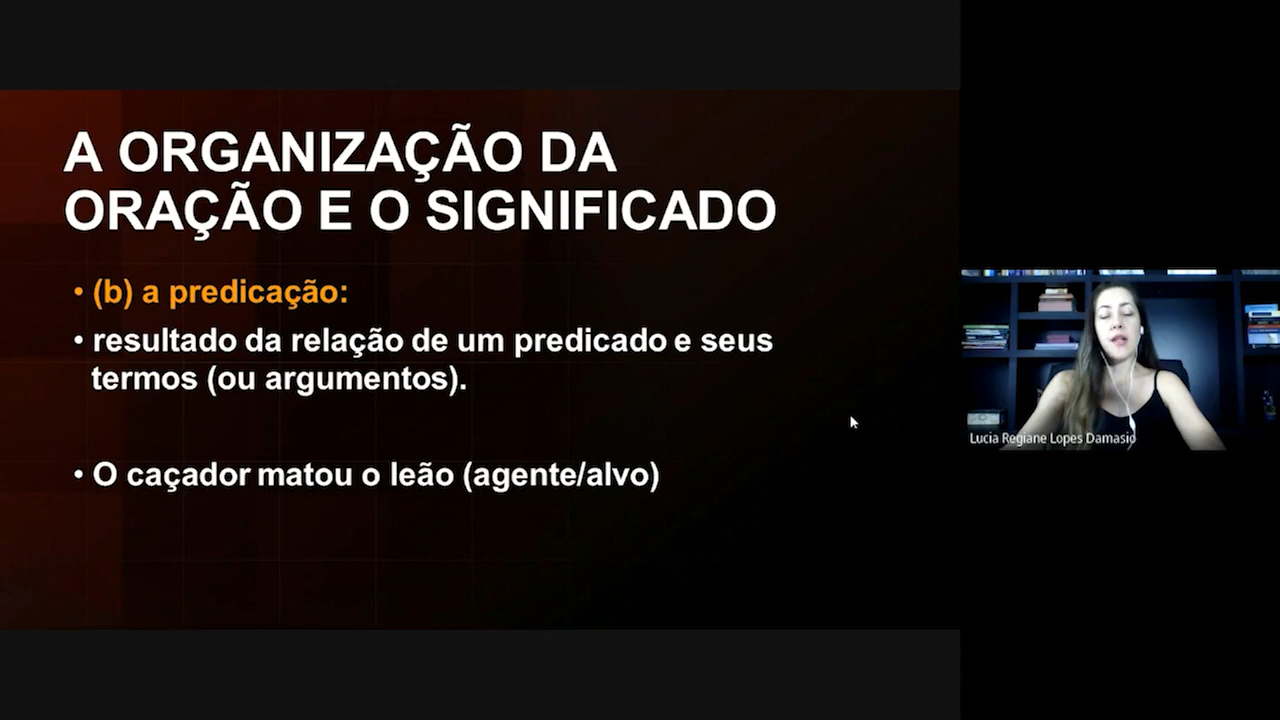 A ORGANIZAÇÃO DA
ORAÇÃO E O SIGNIFICADO
• (b) a predicação:
• resultado da relação de um predicado e seus
termos (ou argumentos).
• O caçador matou o leão (agente/alvo)
Lucia Regiane Lopes Damasio